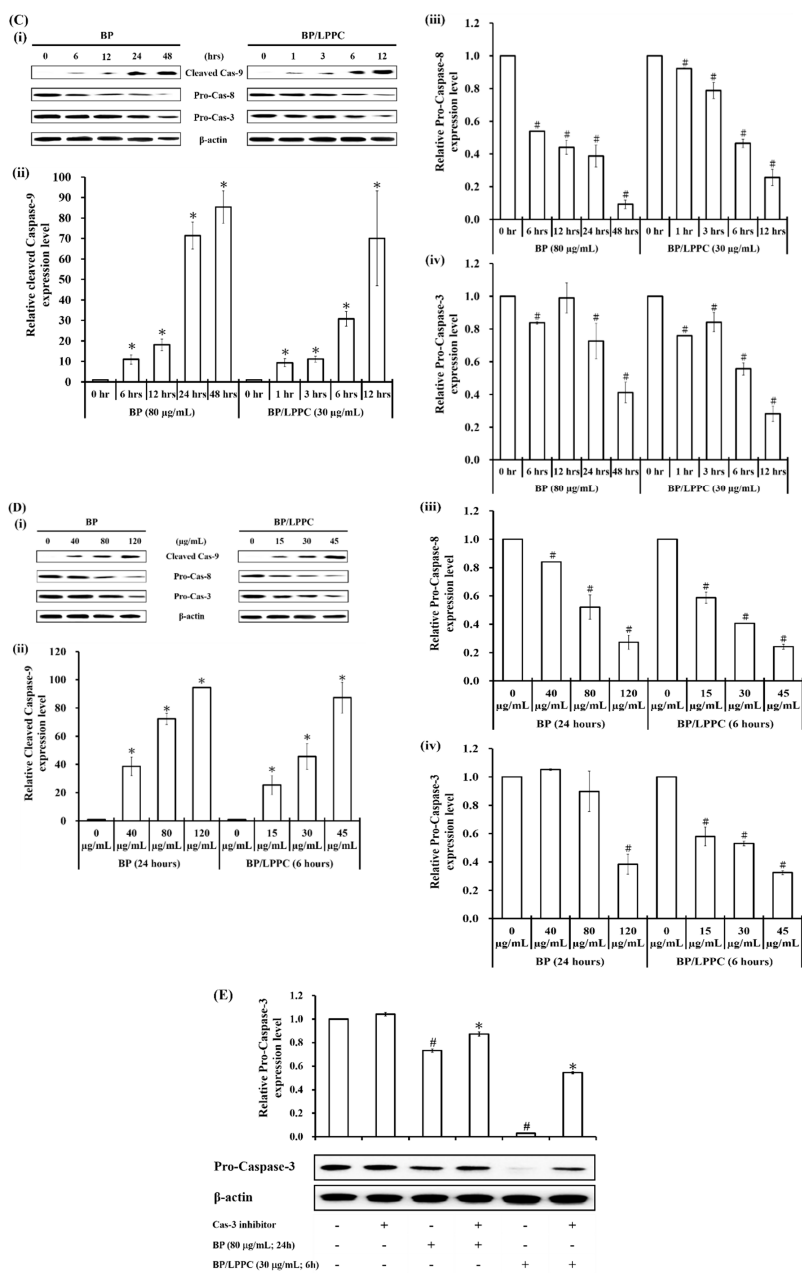 (C)
(i)
BP
BP/LPPC
0 6 12 24 48 (hrs) 0 1 3 6 12
Cleaved Cas-9
Pro-Cas-8
Pro-Cas-3
β-actin
(ii)
Relative cleaved Caspase-9
expression level
100
90
80
70
60
50
40
30
20
10
0
* * * * * * * *
0 hr 6 hrs 12 hrs 24 hrs 48 hrs 0 hr 1 hr 3 hrs 6 hrs 12 hrs
BP (80 μg/mL) BP/LPPC (30 μg/mL)
(iii)
Relative Pro-Caspase-8
expression level
1.2
1.0
0.8
0.6
0.4
0.2
0.0
# # # # # # # #
0 hr 6 hrs 12 hrs 24 hrs 48 hrs 0 hr 1 hr 3 hrs 6 hrs 12 hrs
BP (80 μg/mL) BP/LPPC (30 μg/mL)
(iv)
Relative Pro-Caspase-3
expression level
1.2
1.0
0.8
0.6
0.4
0.2
0.0
# # # # # # #
0 hr 6 hrs 12 hrs 24 hrs 48 hrs 0 hr 1 hr 3 hrs 6 hrs 12 hrs
BP (80 μg/mL) BP/LPPC (30 μg/mL)
(D)
(i)
BP
BP/LPPC
0 40 80 120 (μg/mL) 0 15 30 45
Cleaved Cas-9
Pro-Cas-8
Pro-Cas-3
β-actin
(ii)
Relative Cleaved Caspase-9
expression level
120
100
80
60
40
20
0
* * * * * *
0 40 80 120 0 15 30 45
μg/mL μg/mL μg/mL μg/mL μg/mL μg/mL μg/mL μg/mL
BP (24 hours) BP/LPPC (6 hours)
(iii)
Relative Pro-Caspase-8
expression level
1.2
1.0
0.8
0.6
0.4
0.2
0.0
# # # # # #
0 40 80 120 0 15 30 45
μg/mL μg/mL μg/mL μg/mL μg/mL μg/mL μg/mL μg/mL
BP (24 hours) BP/LPPC (6 hours)
(iv)
Relative Pro-Caspase-3
expression level
1.2
1.0
0.8
0.6
0.4
0.2
0.0
# # # #
0 40 80 120 0 15 30 45
μg/mL μg/mL μg/mL μg/mL μg/mL μg/mL μg/mL μg/mL
BP (24 hours) BP/LPPC (6 hours)
(E)
Relative Pro-Caspase-3
expression level
1.2
1.0
0.8
0.6
0.4
0.2
0.0
# * # *
Pro-Caspase-3
β-actin
Cas-3 inhibitor - + - + - +
BP (80 μg/mL; 24h) - - + + - -
BP/LPPC (30 μg/mL; 6h) - - - - + +